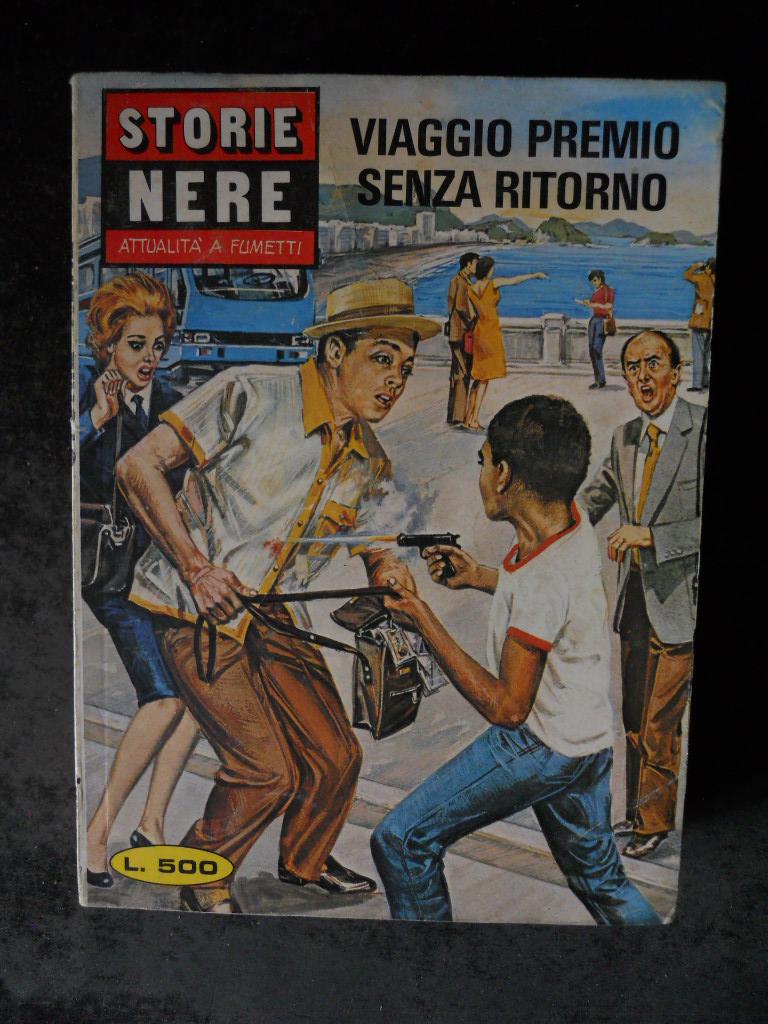 STORIE
NERE
ATTUALITA' A FUMETTI
VIAGGIO PREMIO
SENZA RITORNO
L. 500